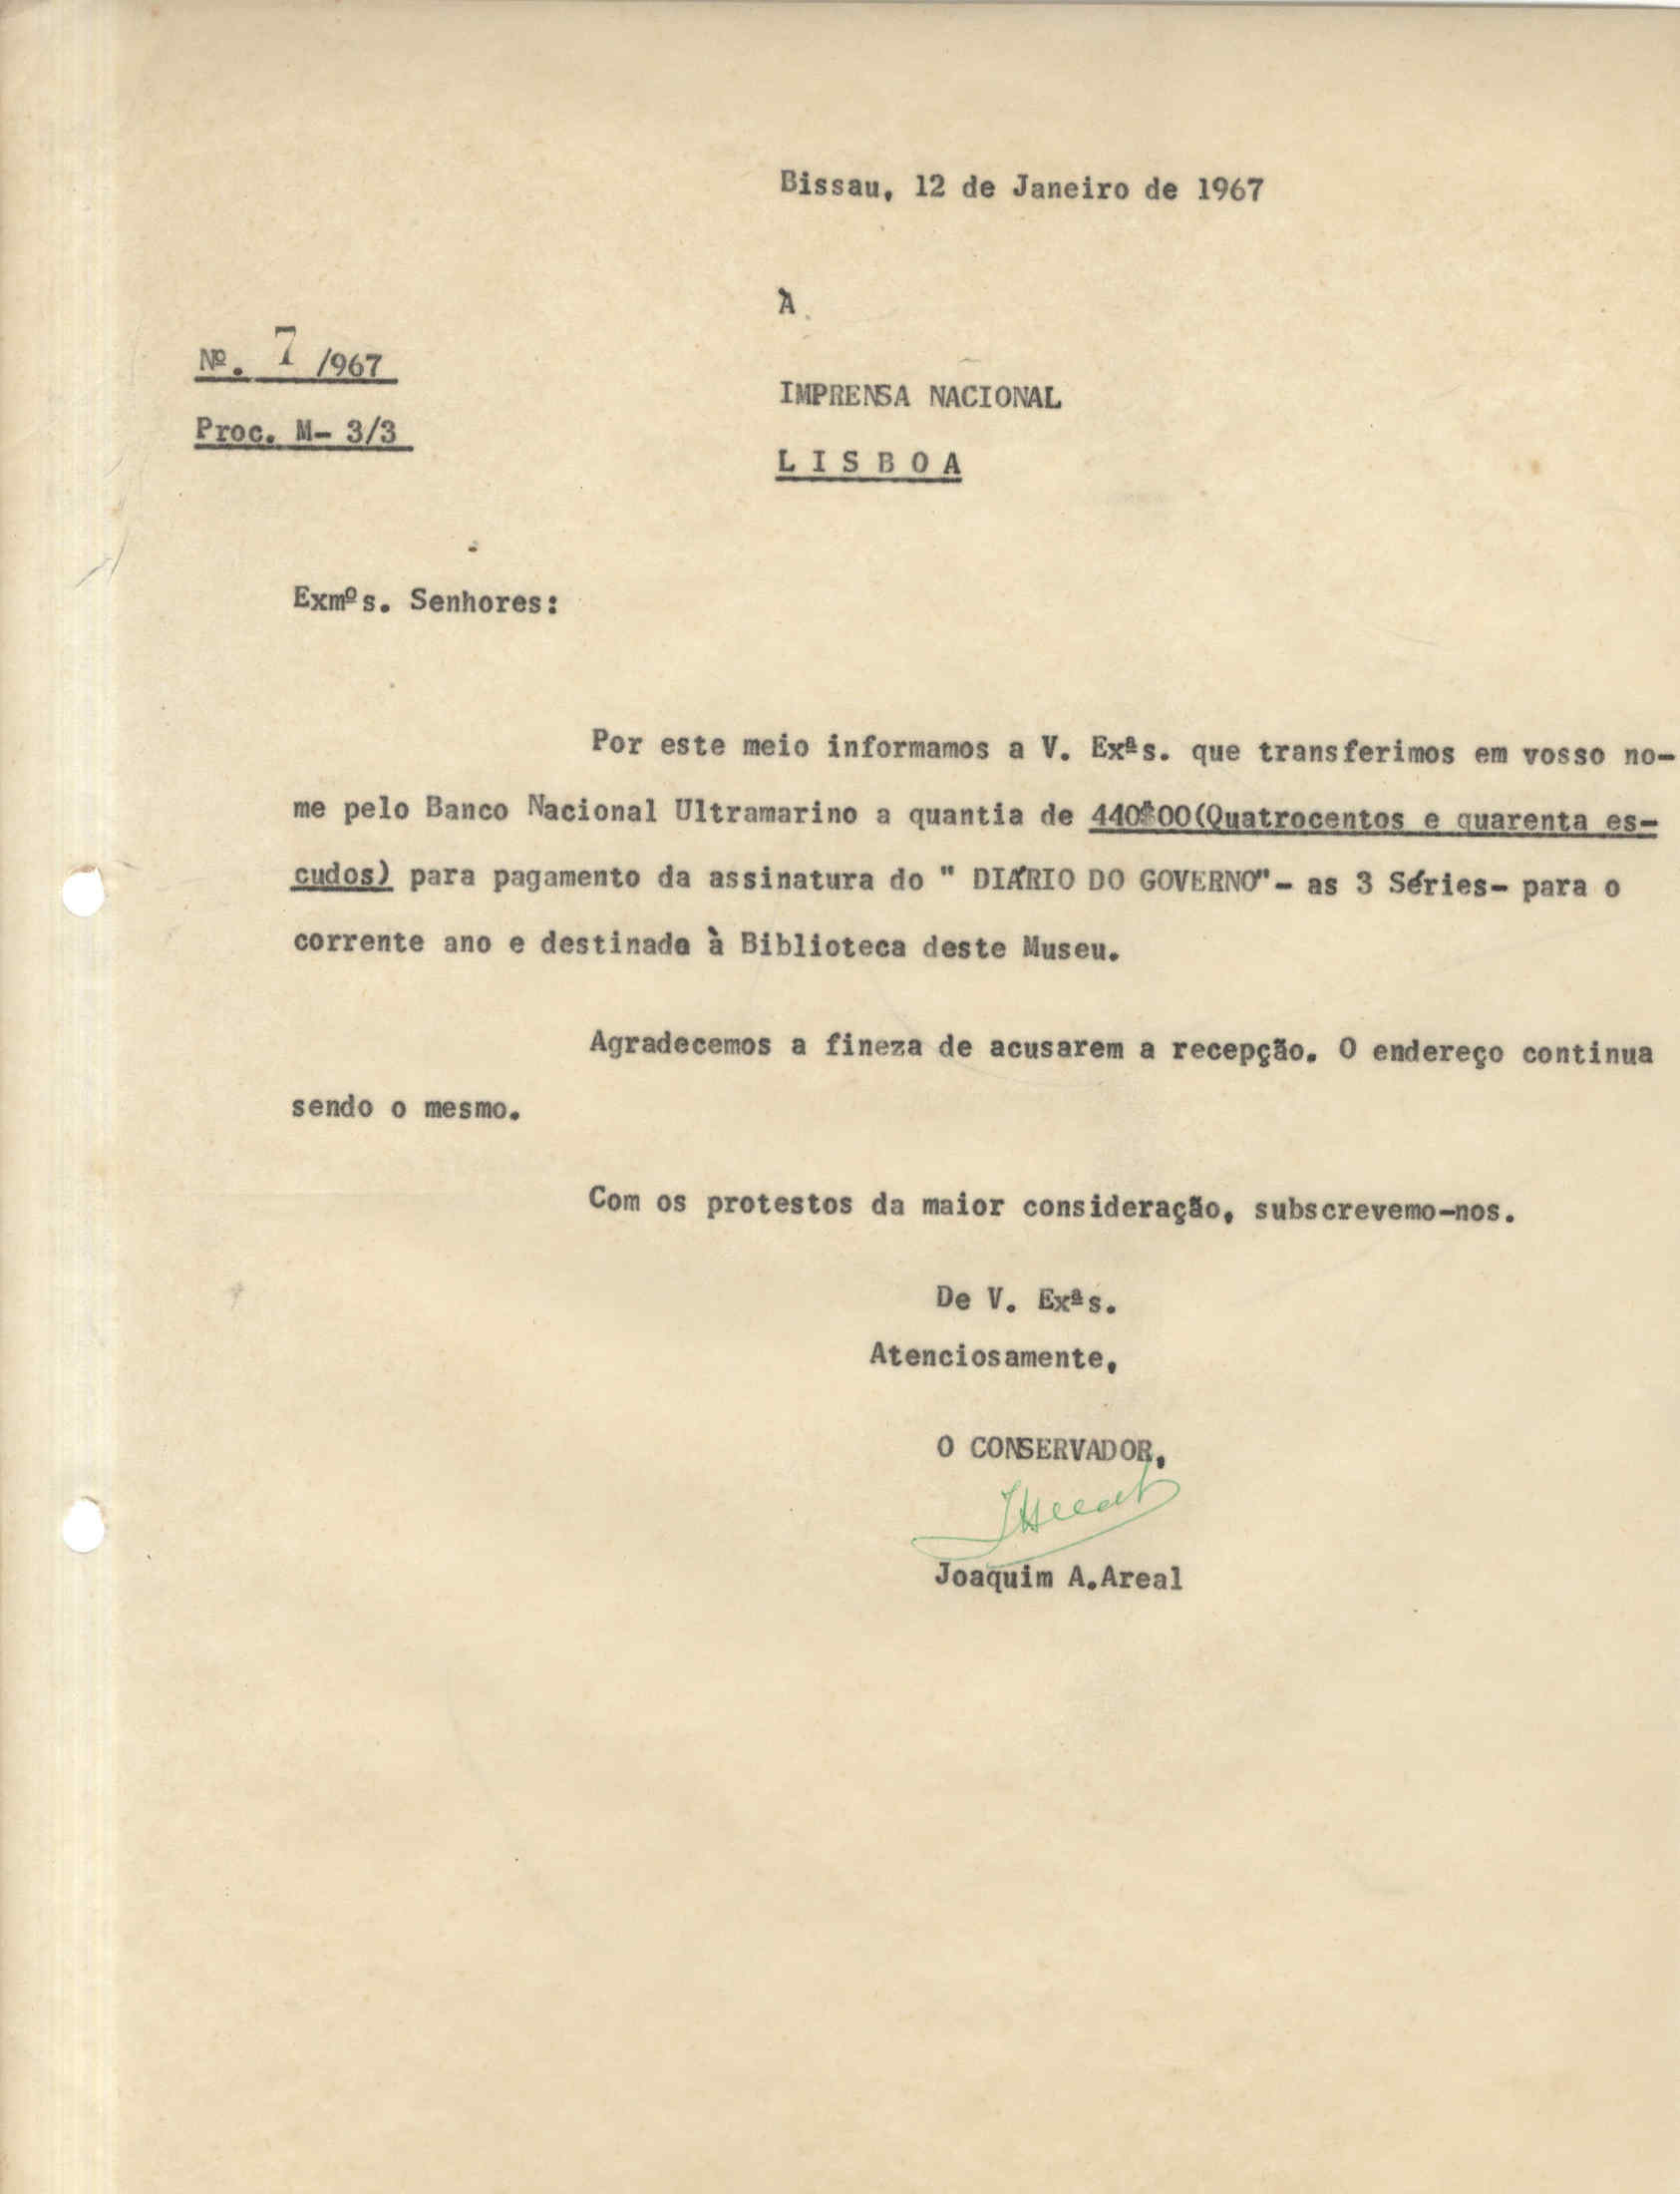 Bissau, 12 de Janeiro de 1967
À
Nº. 7 /967
IMPRENSA NACIONAL
Proc. M- 3/3
L I S B O A
Exmºs. Senhores:
Por este meio informamos a V. Exªs. que transferimos em vosso no-
me pelo Banco Nacional Ultramarino a quantia de 440$00(Quatrocentos e quarenta es-
cudos) para pagamento da assinatura do " DIÁRIO DO GOVERNO"- as 3 Séries- para o
corrente ano e destinada à Biblioteca deste Museu.
Agradecemos a fineza de acusarem a recepção. O endereço continua
sendo o mesmo.
Com os protestos da maior consideração, subscrevemo-nos.
De V. Exªs.
Atenciosamente,
O CONSERVADOR,
Joaquim A.Areal